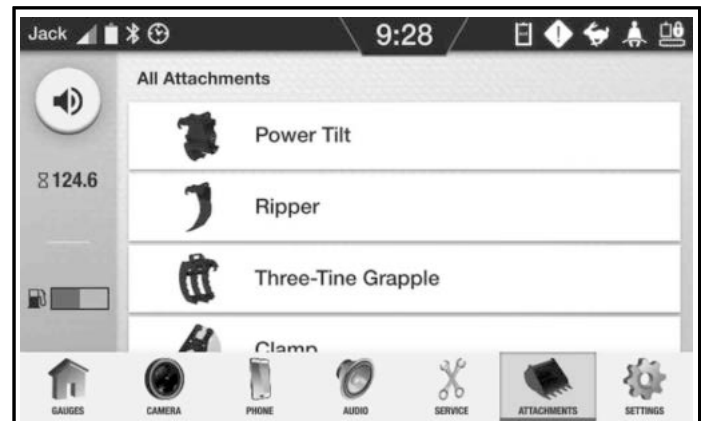 Jack 9:28
All Attachments
Power Tilt
124.6
Ripper
Three-Tine Grapple
Clamp
GAUGES CAMERA PHONE AUDIO SERVICE ATTACHMENTS SETTINGS